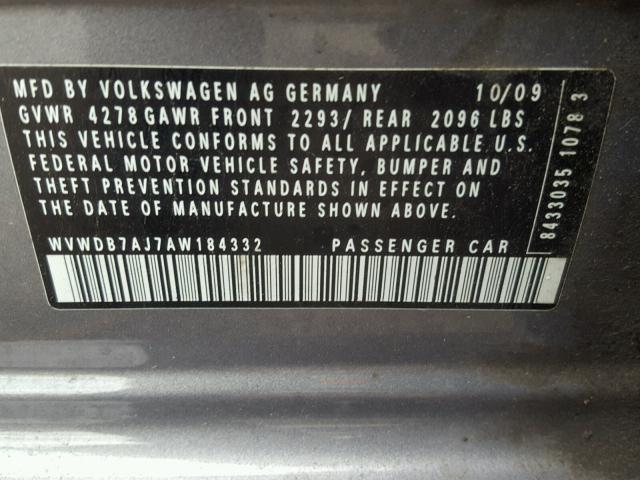 MFD BY VOLKSWAGEN AG GERMANY 10/09
GVWR 4278 GAWR FRONT 2293/ REAR 2096 LBS
THIS VEHICLE CONFORMS TO ALL APPLICABLE U.S.
FEDERAL MOTOR VEHICLE SAFETY, BUMPER AND
THEFT PREVENTION STANDARDS IN EFFECT ON
THE DATE OF MANUFACTURE SHOWN ABOVE.
WVWDB7AJ7AW184332 PASSENGER CAR
8433035 1078 3